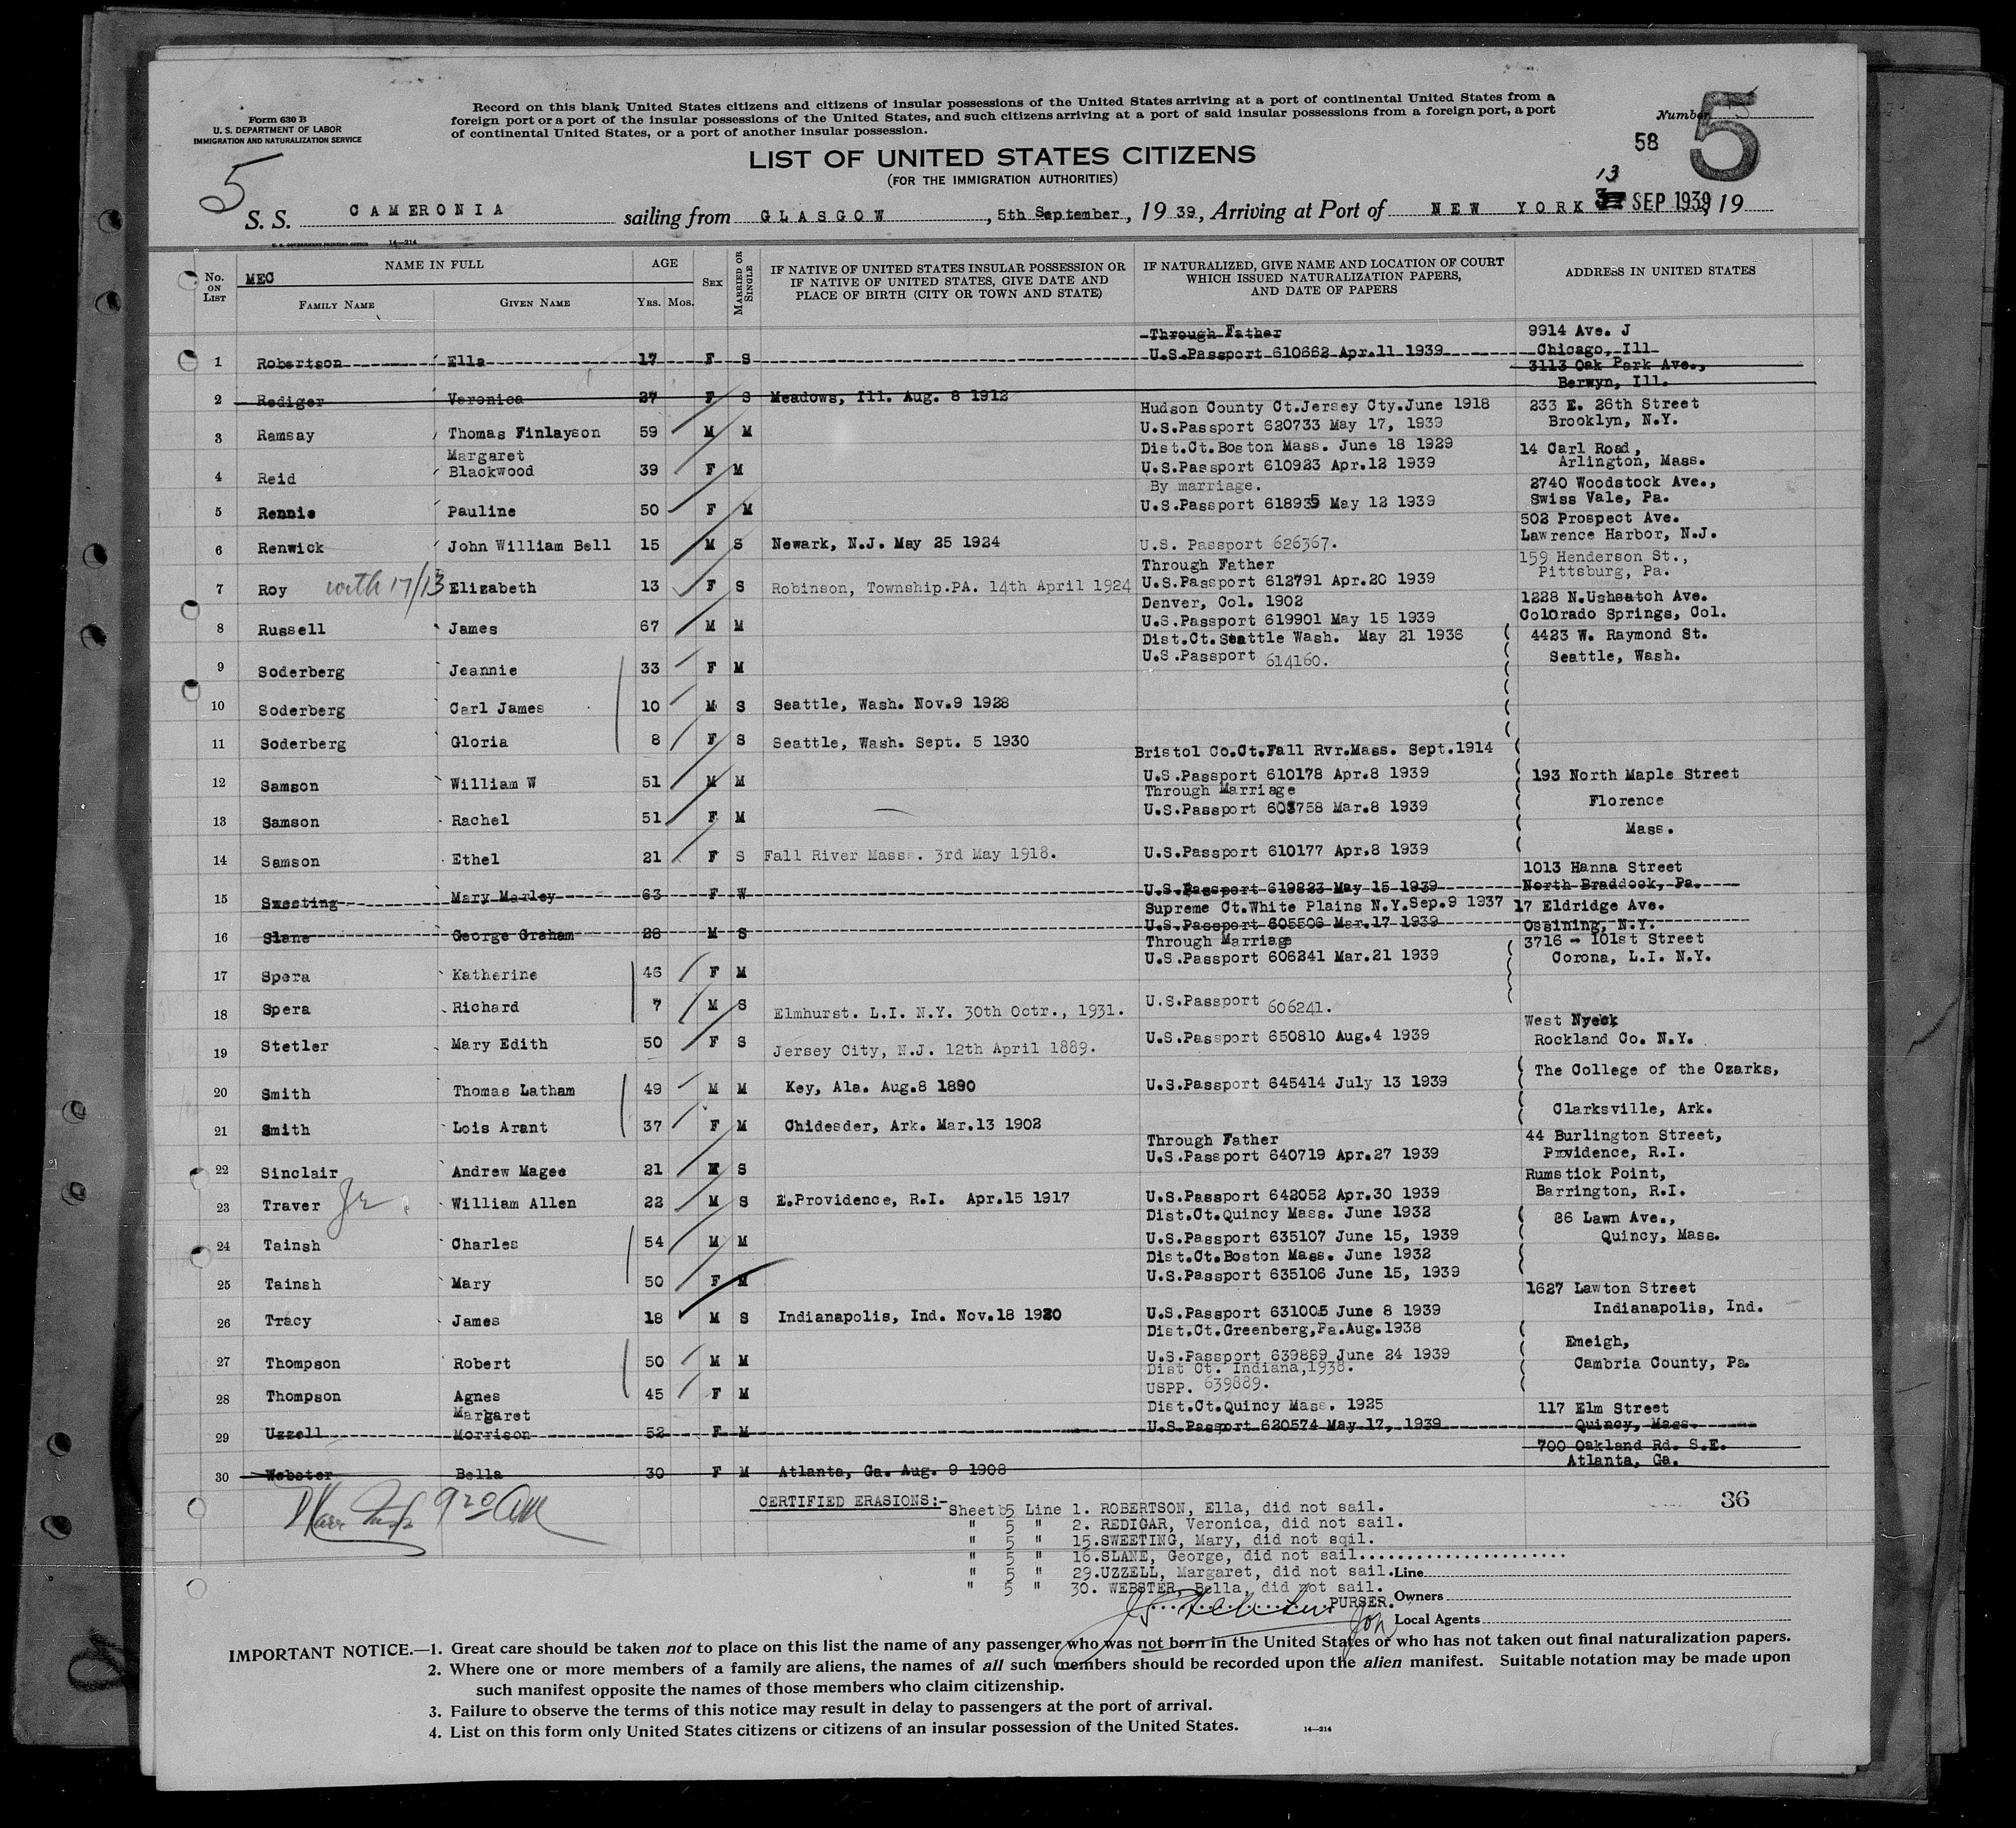 Form 630 B
U. S. DEPARTMENT OF LABOR
IMMIGRATION AND NATURALIZATION SERVICE
Record on this blank United States citizens and citizens of insular possessions of the United States arriving at a port of continental United States from a
foreign port or a port of the insular possessions of the United States, and such citizens arriving at a port of said insular possessions from a foreign port, a port
of continental United States, or a port of another insular possession.
Number 5
58
5
LIST OF UNITED STATES CITIZENS
(FOR THE IMMIGRATION AUTHORITIES)
13
S. S. CAMERONIA sailing from GLASGOW, 5th September, 1939, Arriving at Port of NEW YORK SEP 1939, 19
U. S. GOVERNMENT PRINTING OFFICE 14—214
No. ON LIST
MEC NAME IN FULL
FAMILY NAME GIVEN NAME
AGE
YRS. MOS.
SEX
MARRIED OR SINGLE
IF NATIVE OF UNITED STATES INSULAR POSSESSION OR
IF NATIVE OF UNITED STATES, GIVE DATE AND
PLACE OF BIRTH (CITY OR TOWN AND STATE)
IF NATURALIZED, GIVE NAME AND LOCATION OF COURT
WHICH ISSUED NATURALIZATION PAPERS,
AND DATE OF PAPERS
ADDRESS IN UNITED STATES
Through Father 9914 Ave. J
1 Robertson Ella 17 F S U.S.Passport 610662 Apr.11 1939 Chicago, Ill
3113 Oak Park Ave.,
Berwyn, Ill.
2 Rediger Veronica 27 F S Meadows, Ill. Aug. 8 1912
Hudson County Ct.Jersey Cty.June 1918 233 E. 26th Street
3 Ramsay Thomas Finlayson 59 M M U.S.Passport 620733 May 17, 1939 Brooklyn, N.Y.
Margaret Dist.Ct.Boston Mass. June 18 1929 14 Carl Road,
4 Reid Blackwood 39 F M U.S.Passport 610923 Apr.12 1939 Arlington, Mass.
By marriage. 2740 Woodstock Ave.,
5 Rennie Pauline 50 F M U.S.Passport 618935 May 12 1939 Swiss Vale, Pa.
502 Prospect Ave.
6 Renwick John William Bell 15 M S Newark, N.J. May 25 1924 U.S. Passport 626367. Lawrence Harbor, N.J.
Through Father 159 Henderson St.,
7 Roy with 17/13 Elizabeth 13 F S Robinson, Township.PA. 14th April 1924 U.S.Passport 612791 Apr.20 1939 Pittsburg, Pa.
Denver, Col. 1902 1228 N.Ushsatch Ave.
8 Russell James 67 M M U.S.Passport 619901 May 15 1939 Colorado Springs, Col.
Dist.Ct.Seattle Wash. May 21 1936 4423 W. Raymond St.
9 Soderberg Jeannie 33 F M U.S.Passport 614160. Seattle, Wash.
10 Soderberg Carl James 10 M S Seattle, Wash. Nov.9 1928
11 Soderberg Gloria 8 F S Seattle, Wash. Sept. 5 1930
Bristol Co.Ct.Fall Rvr.Mass. Sept.1914
12 Samson William W 51 M M U.S.Passport 610178 Apr.8 1939 193 North Maple Street
Through Marriage Florence
13 Samson Rachel 51 F M U.S.Passport 603758 Mar.8 1939
Mass.
14 Samson Ethel 21 F S Fall River Mass. 3rd May 1918. U.S.Passport 610177 Apr.8 1939
1013 Hanna Street
15 Sweeting Mary Marley 63 F W U.S.Passport 619823 May 15 1939 North Braddock, Pa.
Supreme Ct.White Plains N.Y.Sep.9 1937 17 Eldridge Ave.
16 Slane George Graham 28 M S U.S.Passport 605506 Mar.17 1939 Ossining, N.Y.
Through Marriage 3716 - 101st Street
17 Spera Katherine 46 F M U.S.Passport 606241 Mar.21 1939 Corona, L.I. N.Y.
18 Spera Richard 7 M S Elmhurst. L.I. N.Y. 30th Octr., 1931. U.S.Passport 606241.
West Nyack
19 Stetler Mary Edith 50 F S Jersey City, N.J. 12th April 1889. U.S.Passport 650810 Aug.4 1939 Rockland Co. N.Y.
20 Smith Thomas Latham 49 M M Key, Ala. Aug.8 1890 U.S.Passport 645414 July 13 1939 The College of the Ozarks,
Clarksville, Ark.
21 Smith Lois Arant 37 F M Chidesder, Ark. Mar.13 1902
Through Father 44 Burlington Street,
22 Sinclair Andrew Magee 21 M S U.S.Passport 640719 Apr.27 1939 Providence, R.I.
Rumstick Point,
23 Traver Jr William Allen 22 M S E.Providence, R.I. Apr.15 1917 U.S.Passport 642052 Apr.30 1939 Barrington, R.I.
Dist.Ct.Quincy Mass. June 1932 86 Lawn Ave.,
24 Tainsh Charles 54 M M U.S.Passport 635107 June 15, 1939 Quincy, Mass.
Dist.Ct.Boston Mass. June 1932
25 Tainsh Mary 50 F M U.S.Passport 635106 June 15, 1939
1627 Lawton Street
26 Tracy James 18 M S Indianapolis, Ind. Nov.18 1920 U.S.Passport 631005 June 8 1939 Indianapolis, Ind.
Dist.Ct.Greenberg,Pa.Aug.1938 Emeigh,
27 Thompson Robert 50 M M U.S.Passport 639889 June 24 1939 Cambria County, Pa.
Dist Ct. Indiana,1938.
28 Thompson Agnes 45 F M USPP. 639889.
Margaret Dist.Ct.Quincy Mass. 1925 117 Elm Street
29 Uzzell Morrison 52 F M U.S.Passport 620574 May 17, 1939 Quincy, Mass.
700 Oakland Rd. S.E.
Atlanta, Ga.
30 Webster Bella 30 F M Atlanta, Ga. Aug. 9 1908
920 AM
36
CERTIFIED ERASIONS:-
Sheet 5 Line 1. ROBERTSON, Ella, did not sail.
" 5 " 2. REDIGAR, Veronica, did not sail.
" 5 " 15.SWEETING, Mary, did not sail.
" 5 " 16.SLANE, George, did not sail.......................
" 5 " 29.UZZELL, Margaret, did not sail. Line
" 5 " 30. WEBSTER, Bella, did not sail.
PURSER. Owners
Local Agents
IMPORTANT NOTICE.—1. Great care should be taken not to place on this list the name of any passenger who was not born in the United States or who has not taken out final naturalization papers.
2. Where one or more members of a family are aliens, the names of all such members should be recorded upon the alien manifest. Suitable notation may be made upon
such manifest opposite the names of those members who claim citizenship.
3. Failure to observe the terms of this notice may result in delay to passengers at the port of arrival.
4. List on this form only United States citizens or citizens of an insular possession of the United States. 14—214